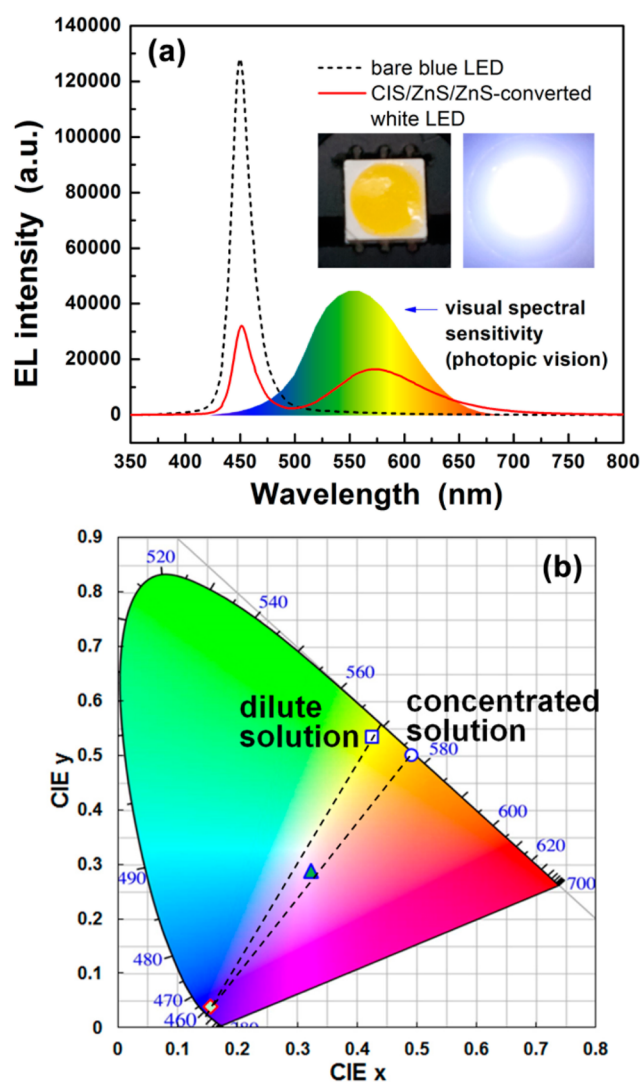 (a)
bare blue LED
CIS/ZnS/ZnS-converted
white LED
visual spectral
sensitivity
(photopic vision)
EL intensity (a.u.)
140000
120000
100000
80000
60000
40000
20000
0
350 400 450 500 550 600 650 700 750 800
Wavelength (nm)
(b)
0.9
0.8
0.7
0.6
0.5
0.4
0.3
0.2
0.1
0
CIE y
520
540
560
dilute
solution
concentrated
solution
580
600
620
700
490
480
470
460
0 0.1 0.2 0.3 0.4 0.5 0.6 0.7 0.8
CIE x